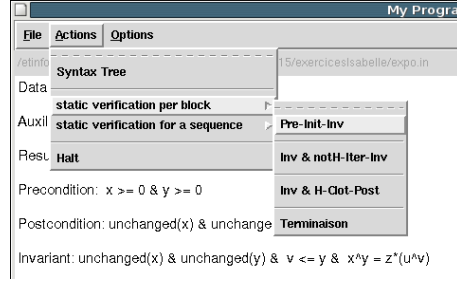 My Progra
File Actions Options
/etinfo 15/exercicesIsabelle/expo.in
Syntax Tree
Data
static verification per block
Auxil static verification for a sequence Pre-Init-Inv
Resu Halt Inv & notH-Iter-Inv
Precondition: x >= 0 & y >= 0 Inv & H-Clot-Post
Postcondition: unchanged(x) & unchange Terminaison
Invariant: unchanged(x) & unchanged(y) & v <= y & x^y = z*(u^v)